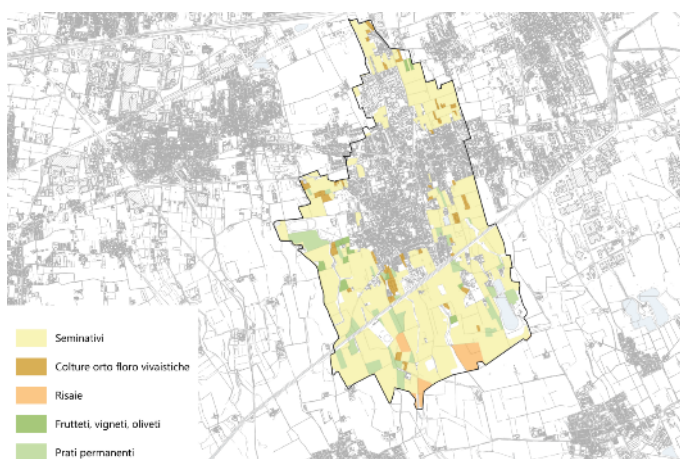 Seminativi
Colture orto floro vivaistiche
Risaie
Frutteti, vigneti, oliveti
Prati permanenti